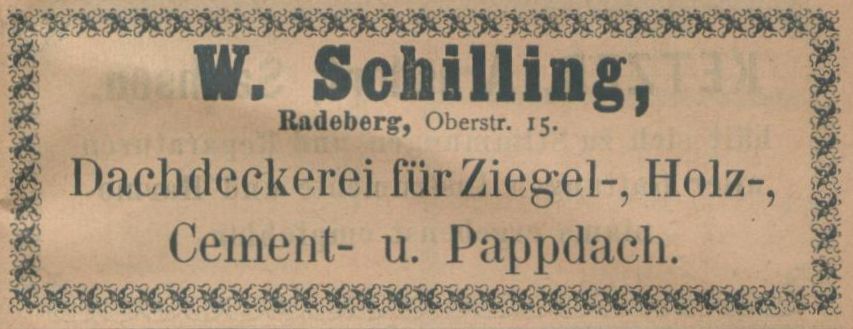 W. Schilling,
Radeberg, Oberstr. 15.
Dachdeckerei für Ziegel-, Holz-,
Cement- u. Pappdach.